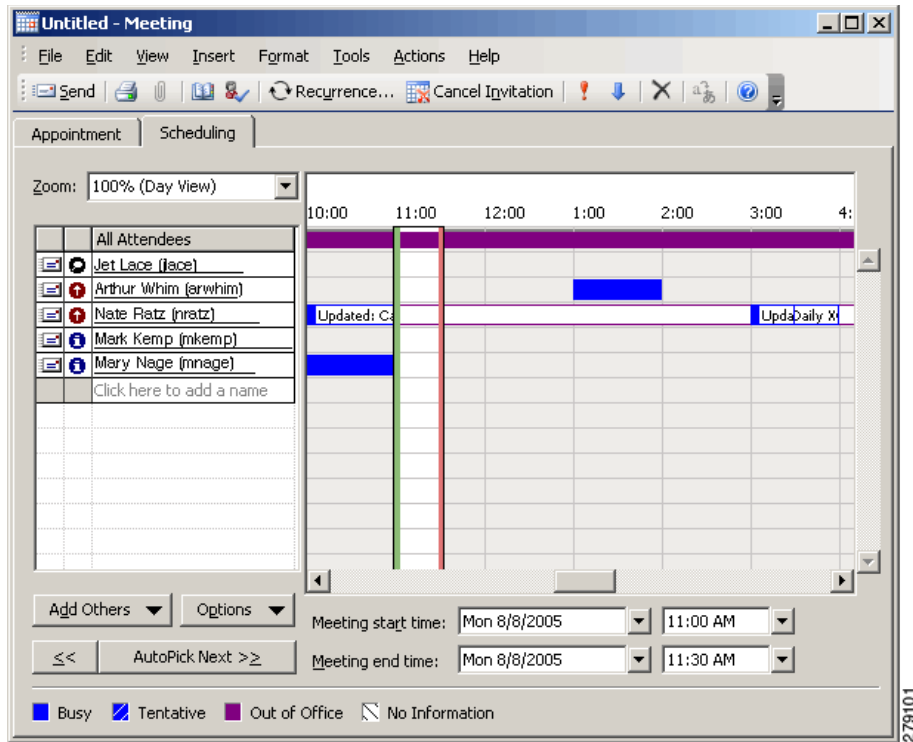 Untitled - Meeting
File Edit View Insert Format Tools Actions Help
Send Recurrence... Cancel Invitation
Appointment Scheduling
Zoom: 100% (Day View)
10:00 11:00 12:00 1:00 2:00 3:00 4:
All Attendees
Jet Lace (jlace)
Arthur Whim (arwhim)
Nate Ratz (nratz) Updated: Ca Upda Daily X
Mark Kemp (mkemp)
Mary Nage (mnage)
Click here to add a name
Add Others Options
Meeting start time: Mon 8/8/2005 11:00 AM
<< AutoPick Next >>
Meeting end time: Mon 8/8/2005 11:30 AM
Busy Tentative Out of Office No Information
279101